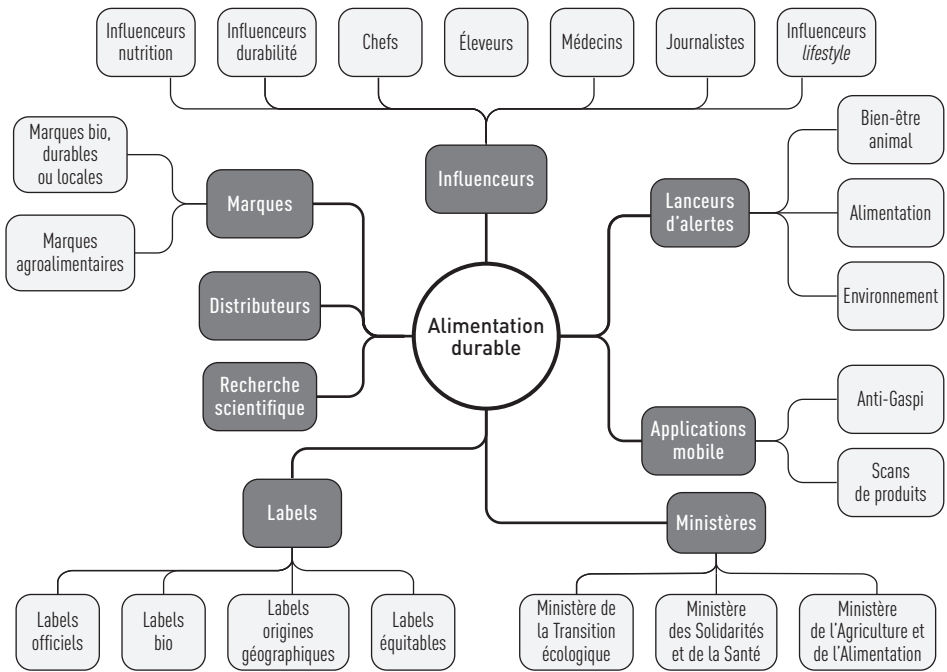 Influenceurs
nutrition
Influenceurs
durabilité
Chefs
Éleveurs
Médecins
Journalistes
Influenceurs
lifestyle
Marques bio,
durables
ou locales
Marques
agroalimentaires
Marques
Influenceurs
Lanceurs
d'alertes
Bien-être
animal
Alimentation
Environnement
Distributeurs
Recherche
scientifique
Alimentation
durable
Applications
mobile
Anti-Gaspi
Scans
de produits
Labels
Ministères
Labels
officiels
Labels
bio
Labels
origines
géographiques
Labels
équitables
Ministère de
la Transition
écologique
Ministère
des Solidarités
et de la Santé
Ministère
de l'Agriculture et
de l'Alimentation